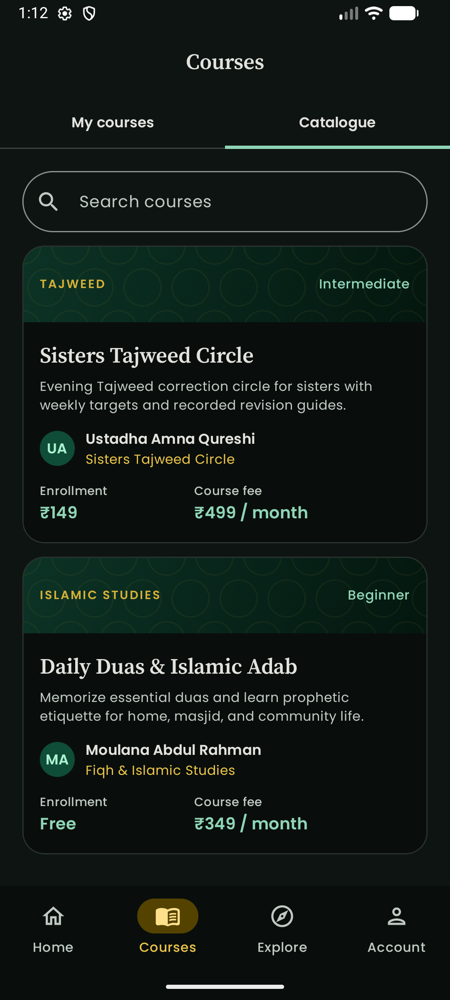 1:12
Courses
My courses
Catalogue
Search courses
TAJWEED
Intermediate
Sisters Tajweed Circle
Evening Tajweed correction circle for sisters with
weekly targets and recorded revision guides.
UA
Ustadha Amna Qureshi
Sisters Tajweed Circle
Enrollment
Course fee
₹149
₹499 / month
ISLAMIC STUDIES
Beginner
Daily Duas & Islamic Adab
Memorize essential duas and learn prophetic
etiquette for home, masjid, and community life.
MA
Moulana Abdul Rahman
Fiqh & Islamic Studies
Enrollment
Course fee
Free
₹349 / month
Home
Courses
Explore
Account